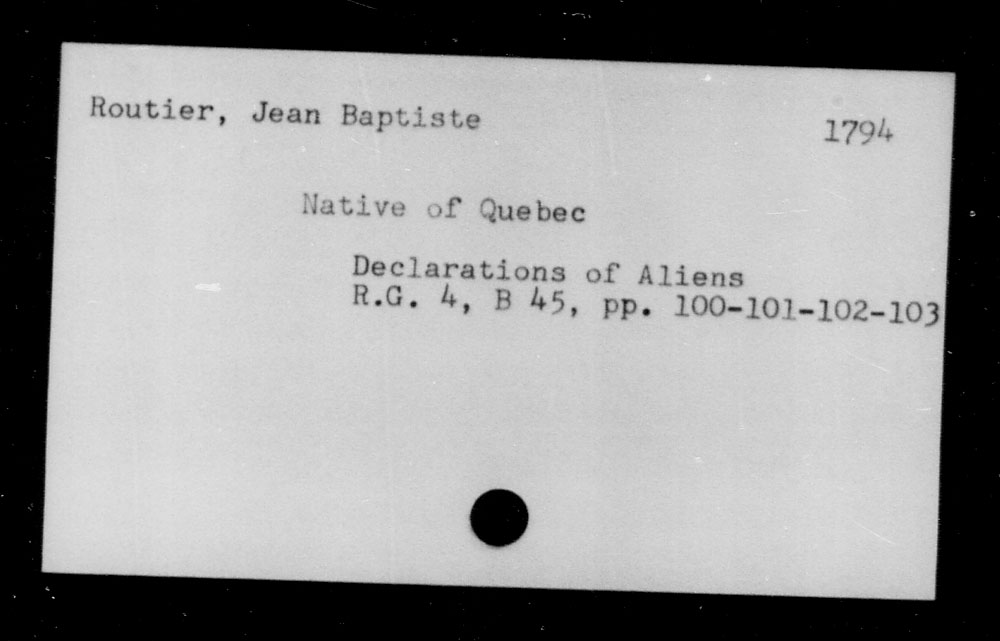 Routier, Jean Baptiste 1794
Native of Quebec
Declarations of Aliens
R.G. 4, B 45, pp. 100-101-102-103